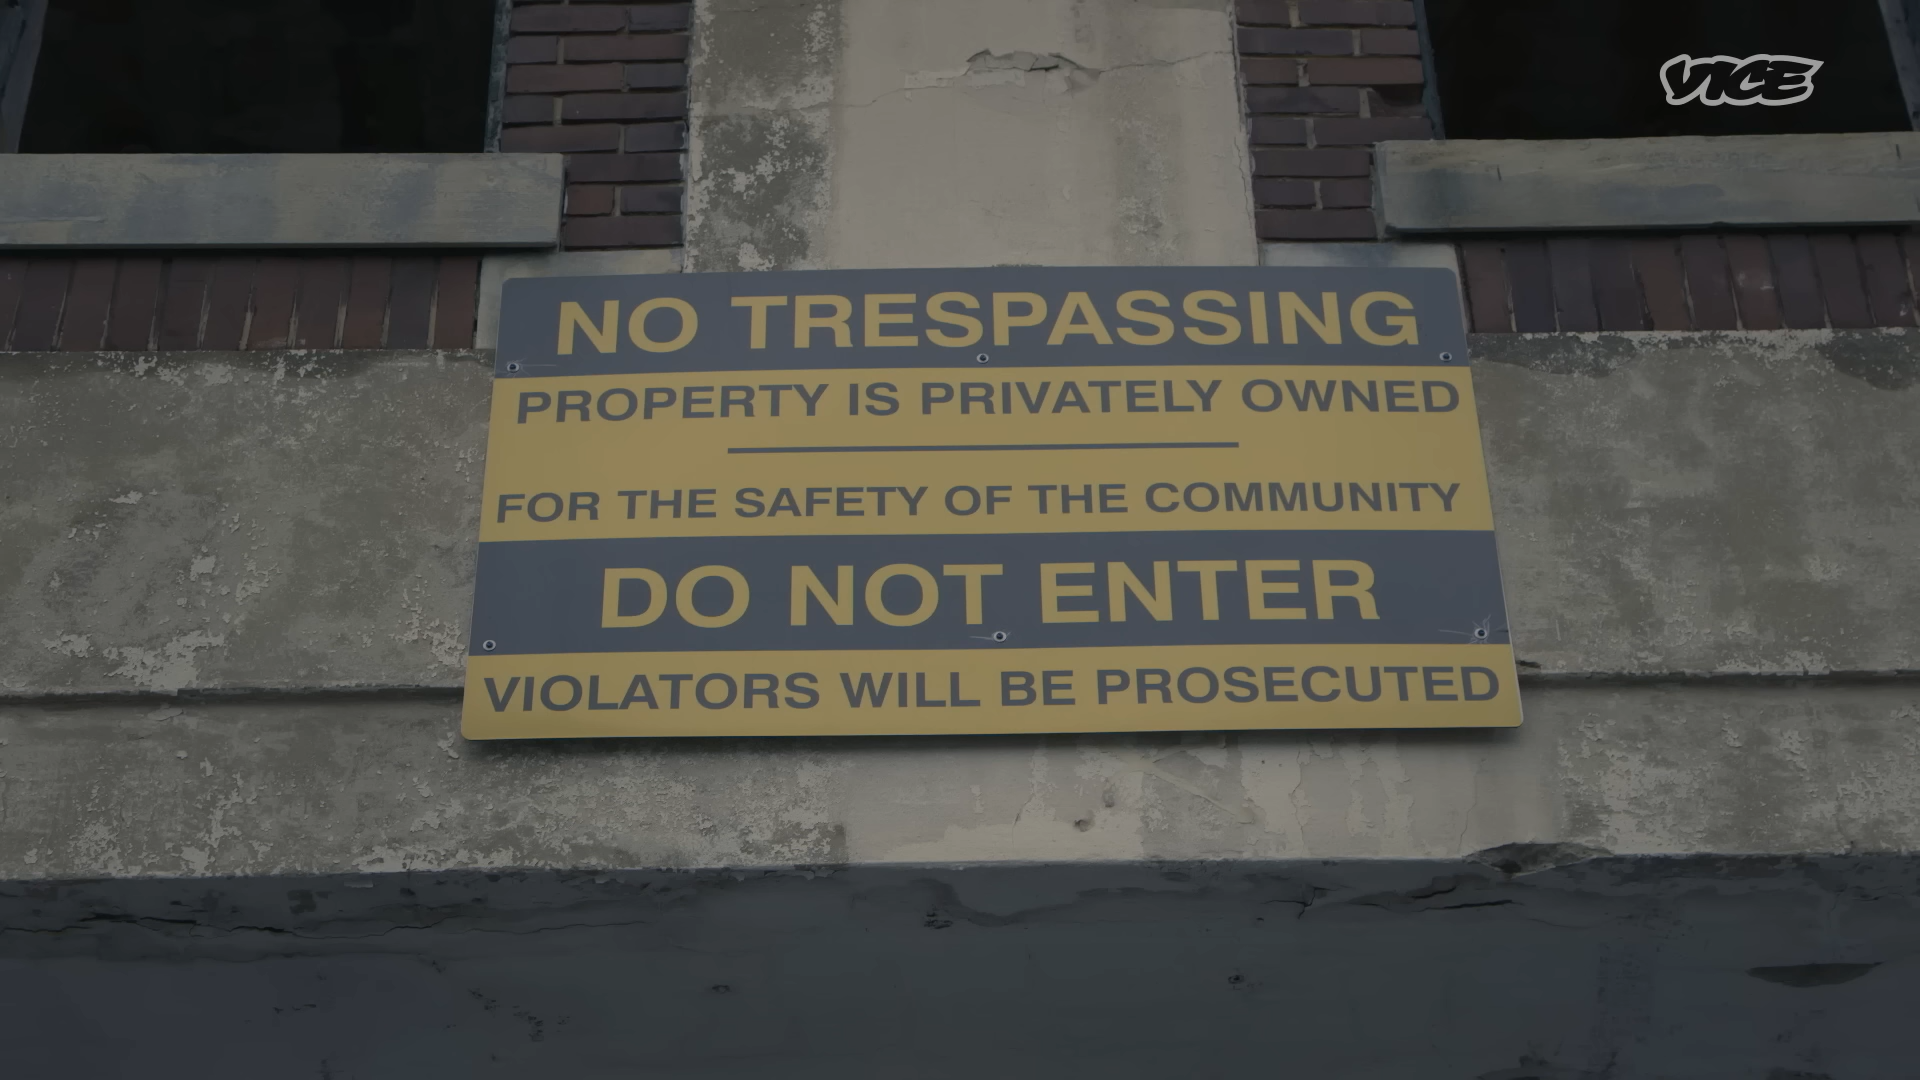 VICE
NO TRESPASSING
PROPERTY IS PRIVATELY OWNED
FOR THE SAFETY OF THE COMMUNITY
DO NOT ENTER
VIOLATORS WILL BE PROSECUTED